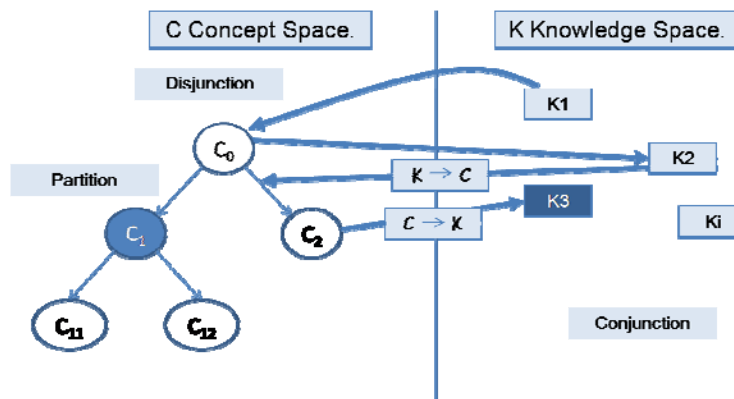 C Concept Space.
K Knowledge Space.
Disjunction
K1
C0
K2
Partition
K → C
K3
C1
C2
C → K
Ki
C11
C12
Conjunction